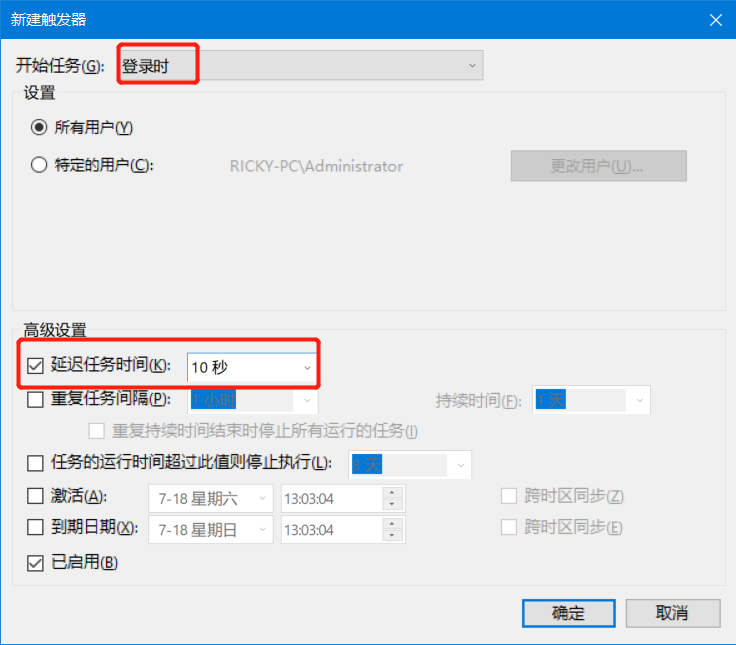 新建触发器
开始任务(G): 登录时
设置
所有用户(Y)
特定的用户(C): RICKY-PC\Administrator 更改用户(U)...
高级设置
延迟任务时间(K): 10 秒
重复任务间隔(P): 1 小时 持续时间(F): 1 天
重复持续时间结束时停止所有运行的任务(I)
任务的运行时间超过此值则停止执行(L): 3 天
激活(A): 7-18 星期六 13:03:04 跨时区同步(Z)
到期日期(X): 7-18 星期日 13:03:04 跨时区同步(E)
已启用(B)
确定 取消